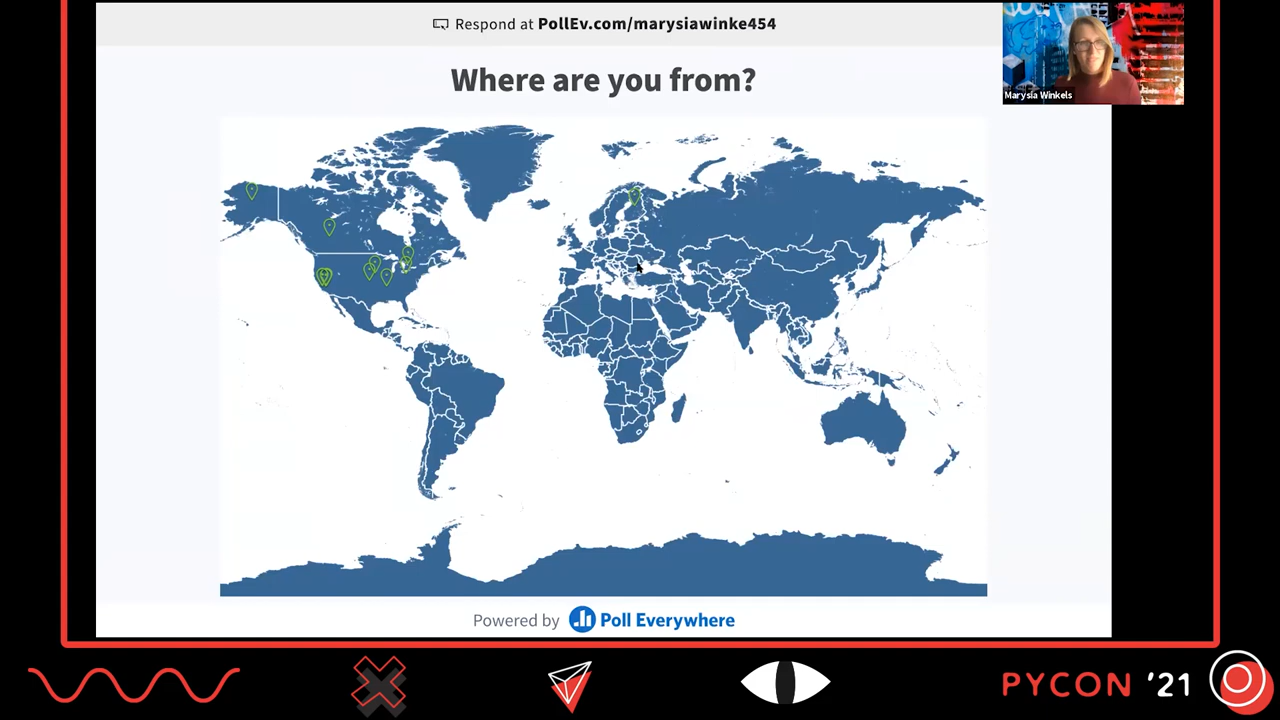 Respond at PollEv.com/marysiawinke454
Where are you from?
Marysia Winkels
Powered by Poll Everywhere
PYCON '21